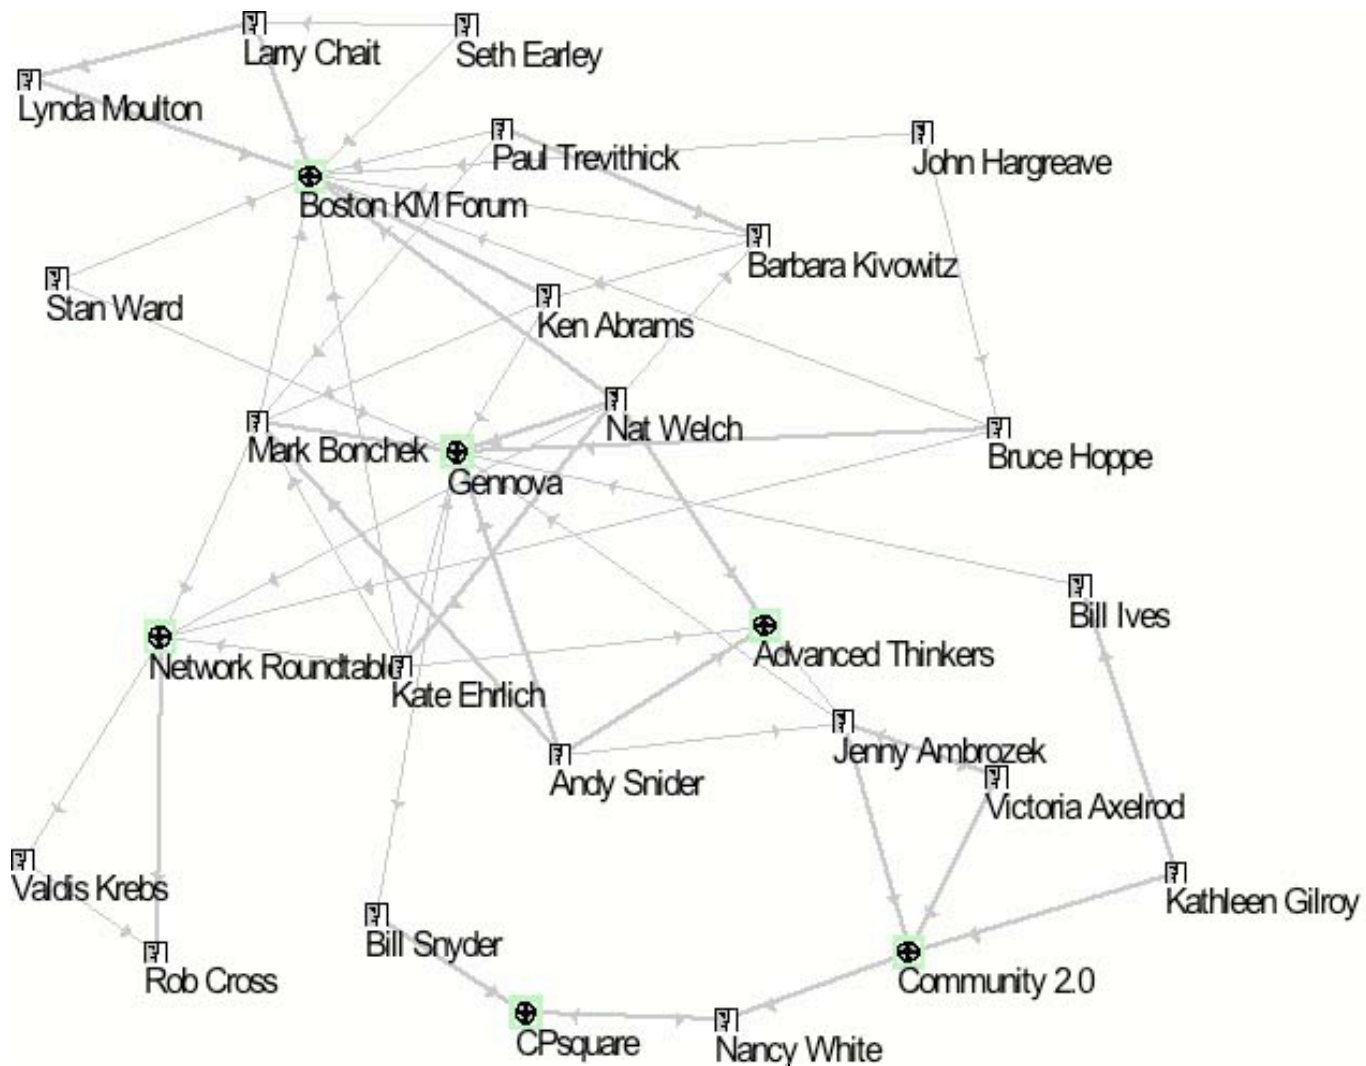 Larry Chait
Seth Earley
Lynda Moulton
Paul Trevithick
John Hargreave
Boston KM Forum
Barbara Kivowitz
Stan Ward
Ken Abrams
Nat Welch
Mark Bonchek
Bruce Hoppe
Gennova
Bill Ives
Advanced Thinkers
Network Roundtable
Kate Ehrlich
Jenny Ambrozek
Andy Snider
Victoria Axelrod
Valdis Krebs
Kathleen Gilroy
Bill Snyder
Rob Cross
Community 2.0
CPsquare
Nancy White